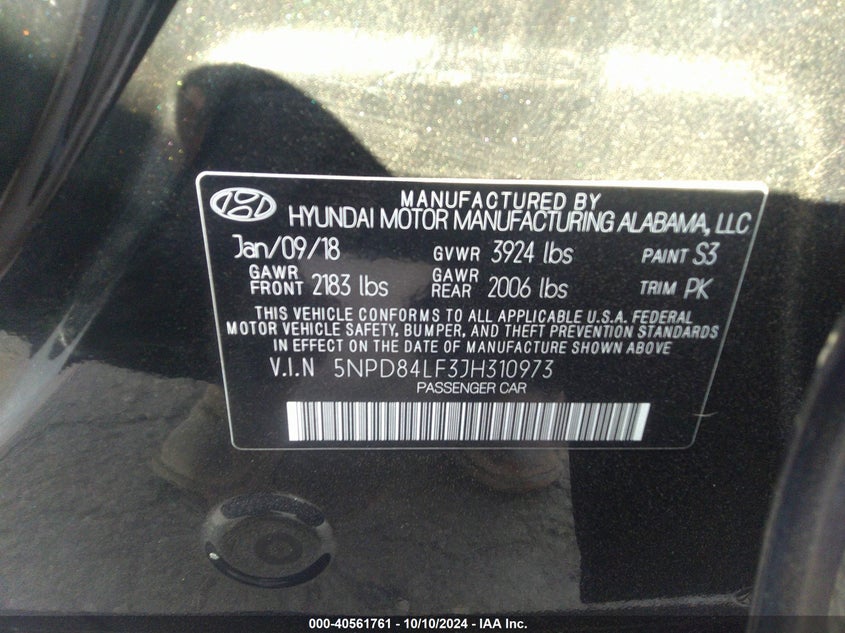 MANUFACTURED BY
HYUNDAI MOTOR MANUFACTURING ALABAMA, LLC
Jan/09/18 GVWR 3924 lbs PAINT S3
GAWR FRONT 2183 lbs GAWR REAR 2006 lbs TRIM PK
THIS VEHICLE CONFORMS TO ALL APPLICABLE U.S.A. FEDERAL
MOTOR VEHICLE SAFETY, BUMPER, AND THEFT PREVENTION STANDARDS
IN EFFECT ON THE DATE OF MANUFACTURE SHOWN ABOVE
V.I.N 5NPD84LF3JH310973
PASSENGER CAR
000-40561761 - 10/10/2024 - IAA Inc.